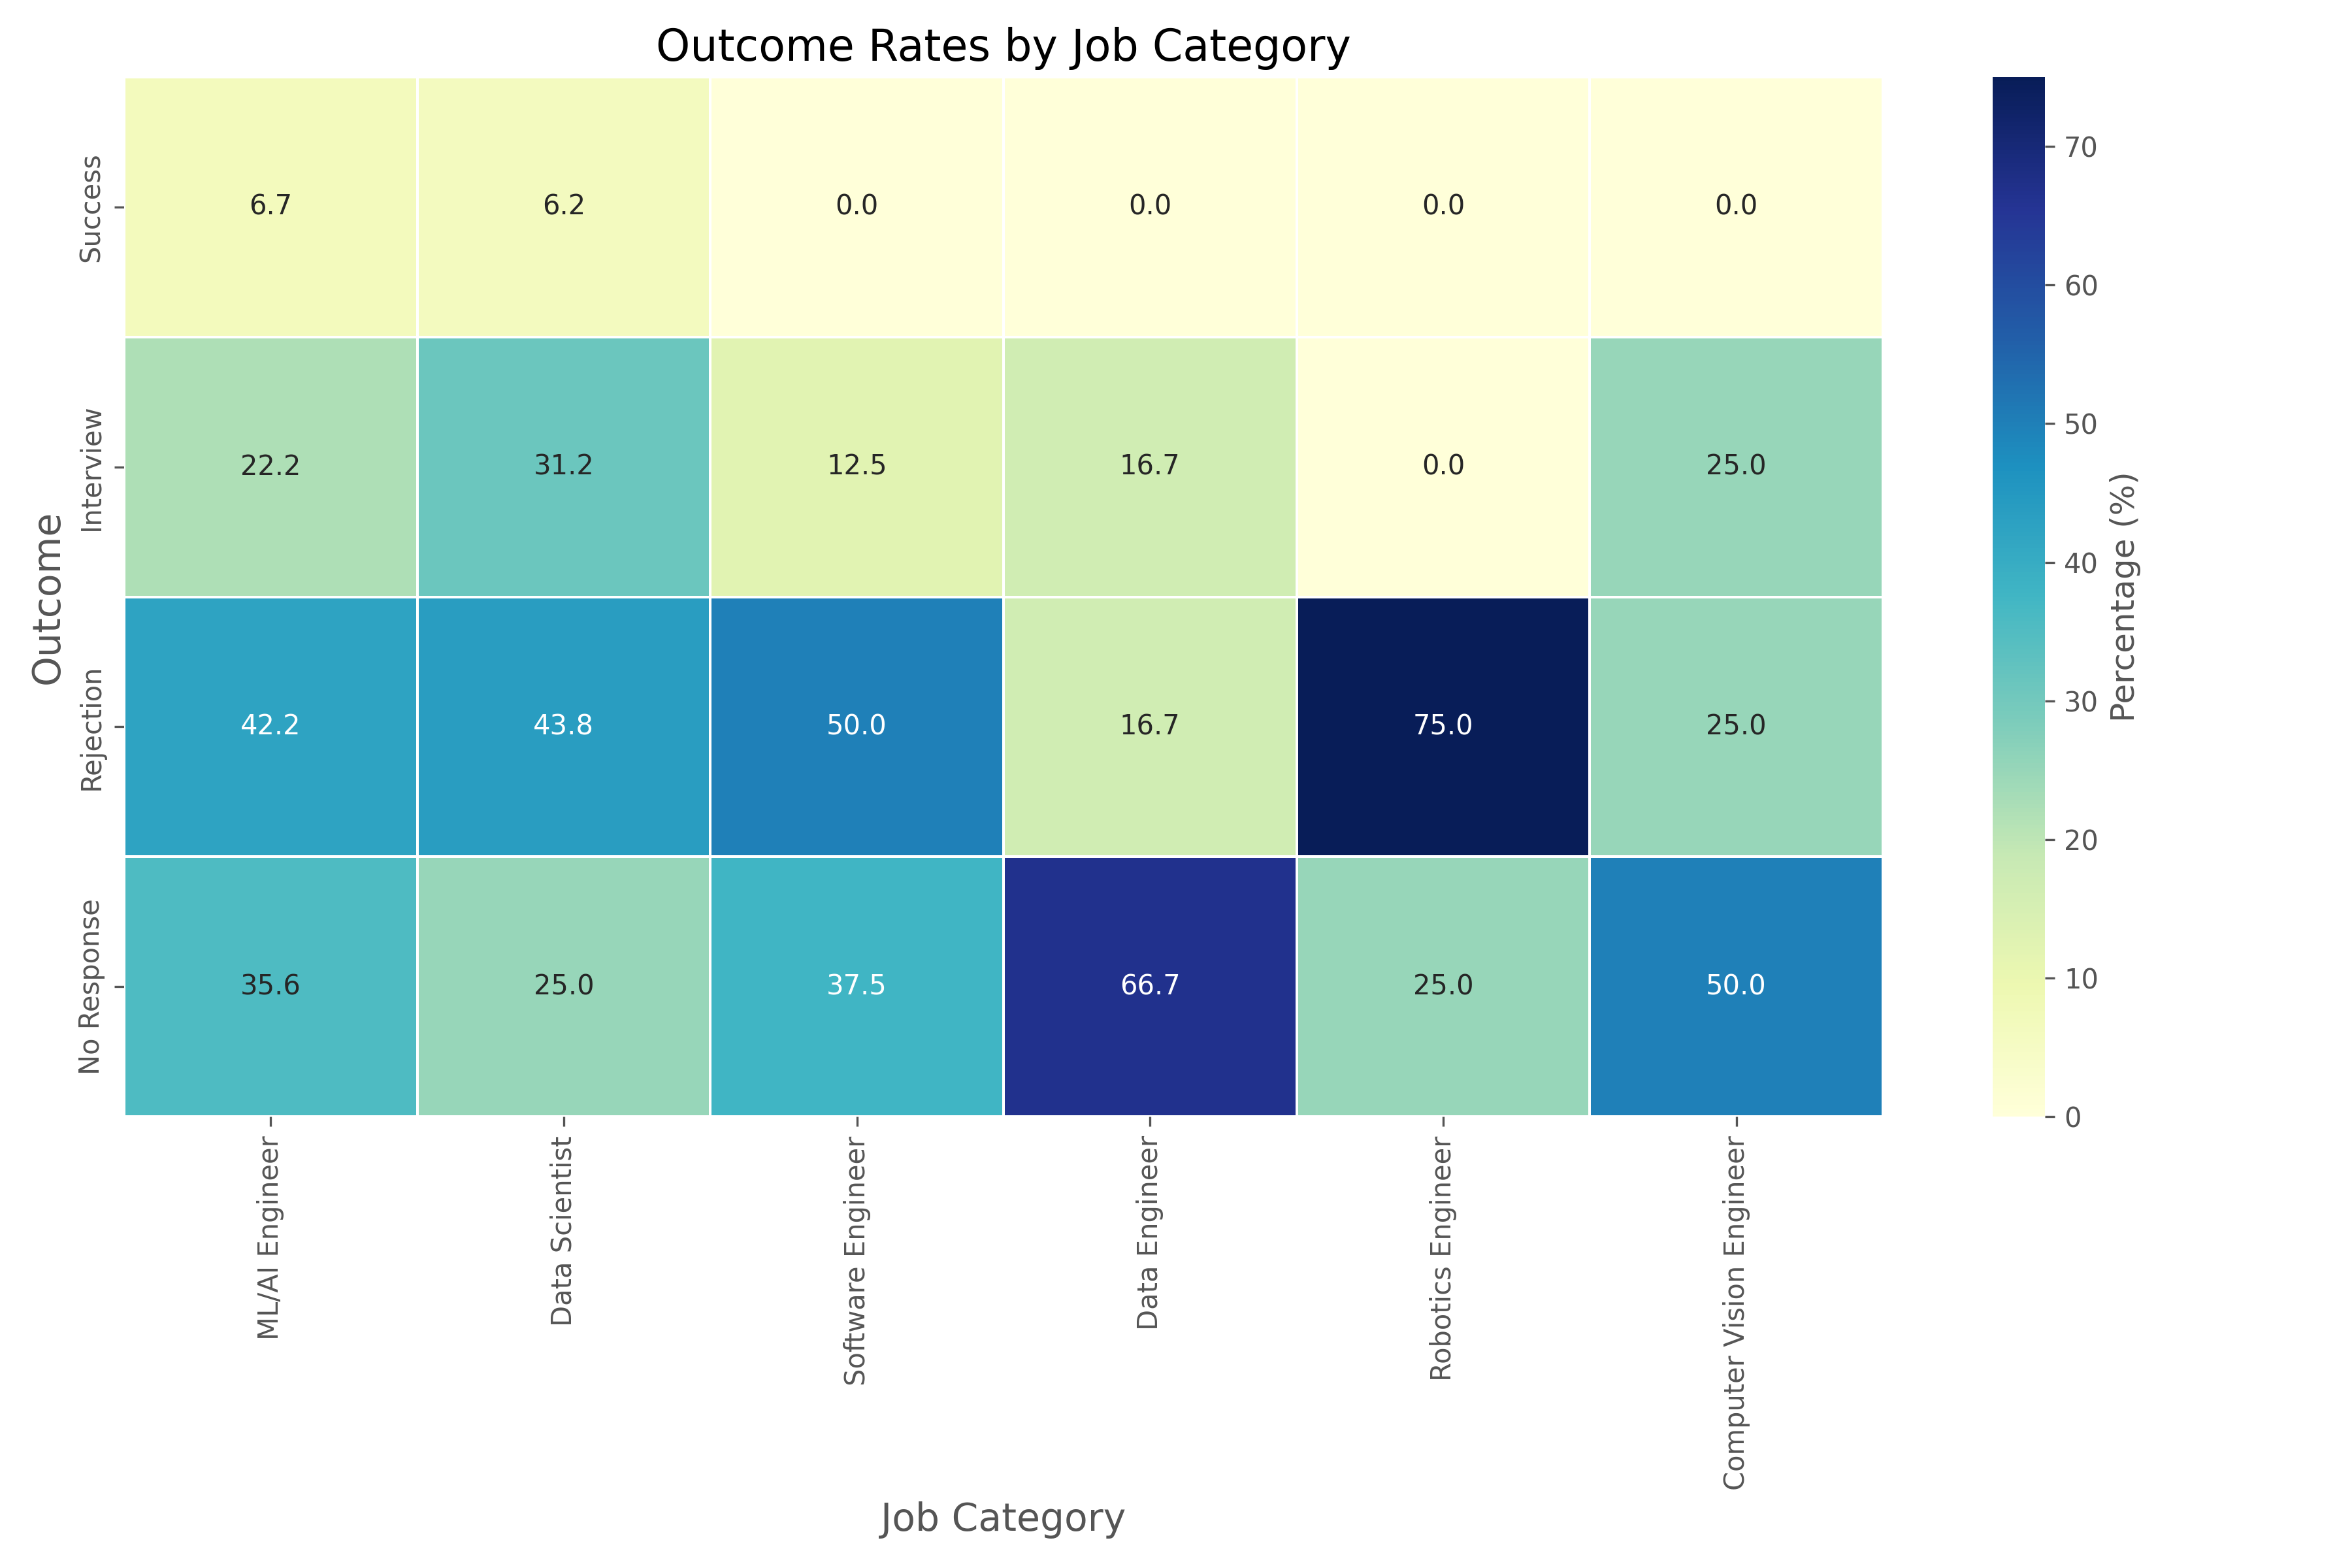 Outcome Rates by Job Category
Outcome
Success
6.7 6.2 0.0 0.0 0.0 0.0
Interview
22.2 31.2 12.5 16.7 0.0 25.0
Rejection
42.2 43.8 50.0 16.7 75.0 25.0
No Response
35.6 25.0 37.5 66.7 25.0 50.0
ML/AI Engineer
Data Scientist
Software Engineer
Data Engineer
Robotics Engineer
Computer Vision Engineer
Job Category
70
60
50
40
30
20
10
0
Percentage (%)